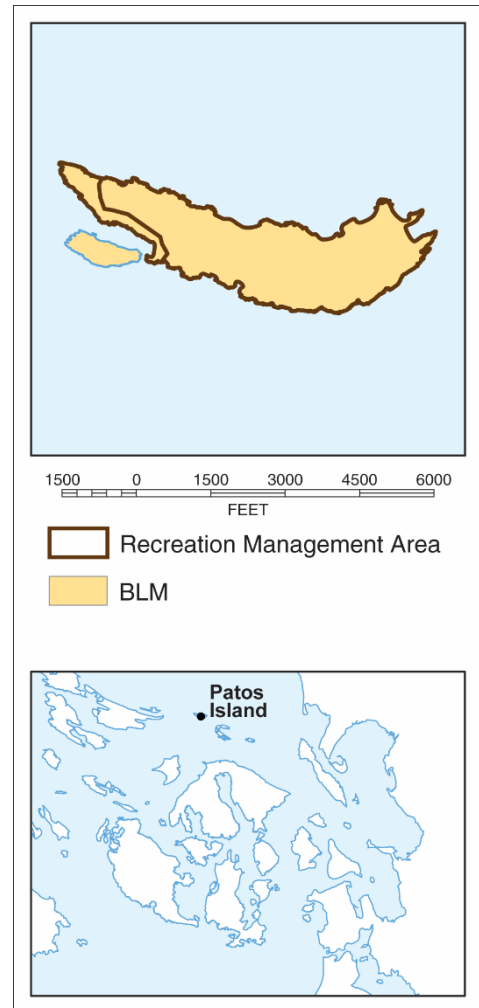 1500 0 1500 3000 4500 6000
FEET
Recreation Management Area
BLM
Patos
Island